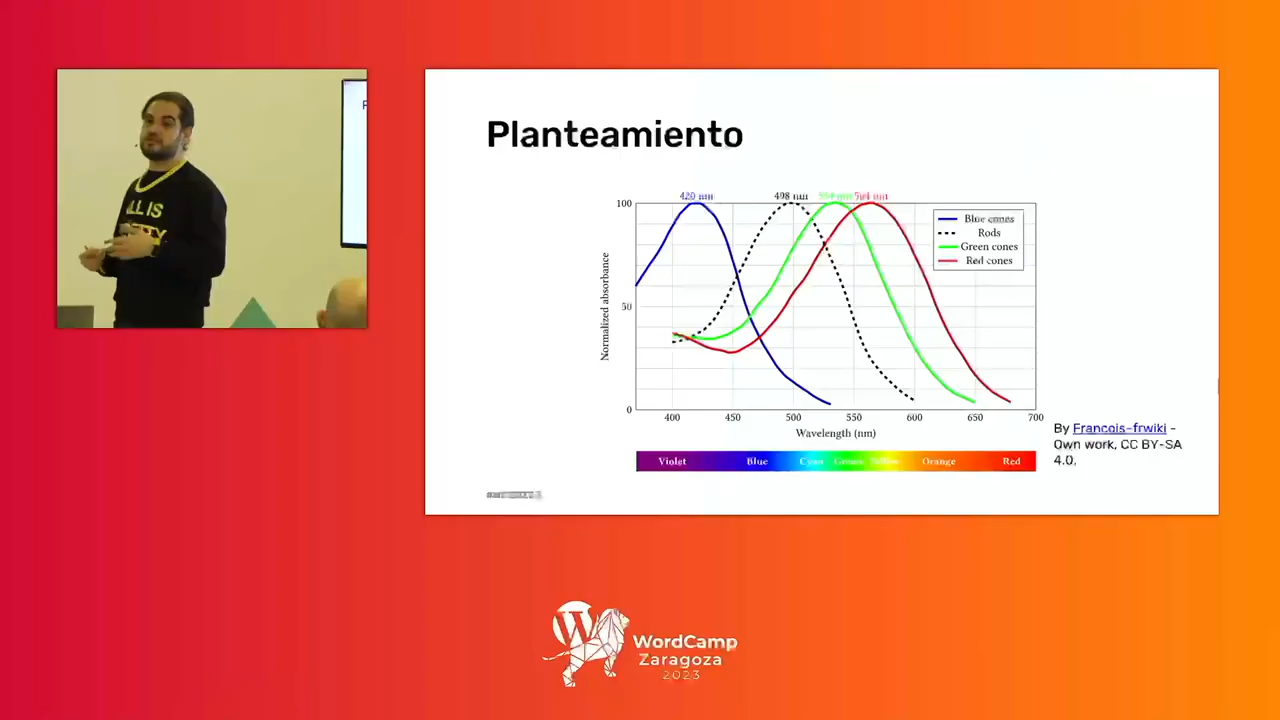 Planteamiento
420 nm
498 nm
564 nm
100
50
0
Normalized absorbance
Blue cones
Rods
Green cones
Red cones
400
450
500
550
600
650
700
Wavelength (nm)
Violet
Blue
Cyan
Green
Yellow
Orange
Red
By Francois-frwiki -
Own work, CC BY-SA
4.0,
ALL IS
WordCamp
Zaragoza
2023